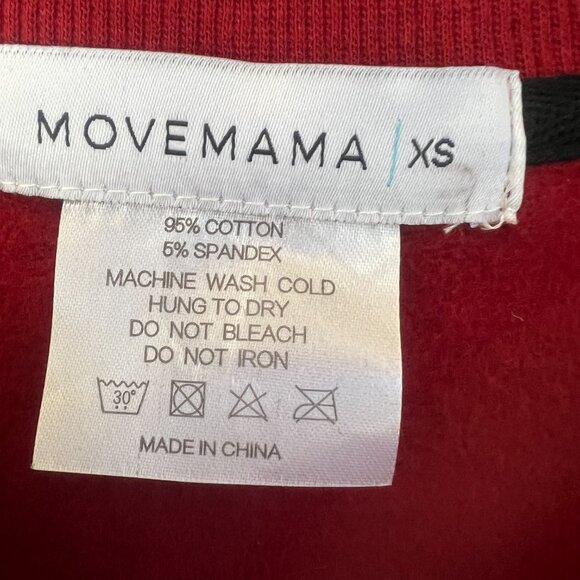 MOVEMAMA | XS
95% COTTON
5% SPANDEX
MACHINE WASH COLD
HUNG TO DRY
DO NOT BLEACH
DO NOT IRON
30°
MADE IN CHINA